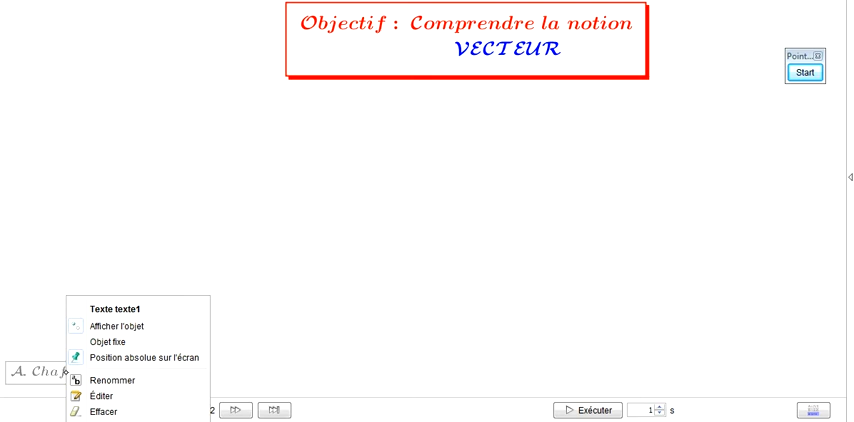 Objectif : Comprendre la notion
VECTEUR
Point...
Start
Texte texte1
Afficher l'objet
Objet fixe
Position absolue sur l'écran
A. Chaf
Renommer
Éditer
Effacer
2
Exécuter
1 s